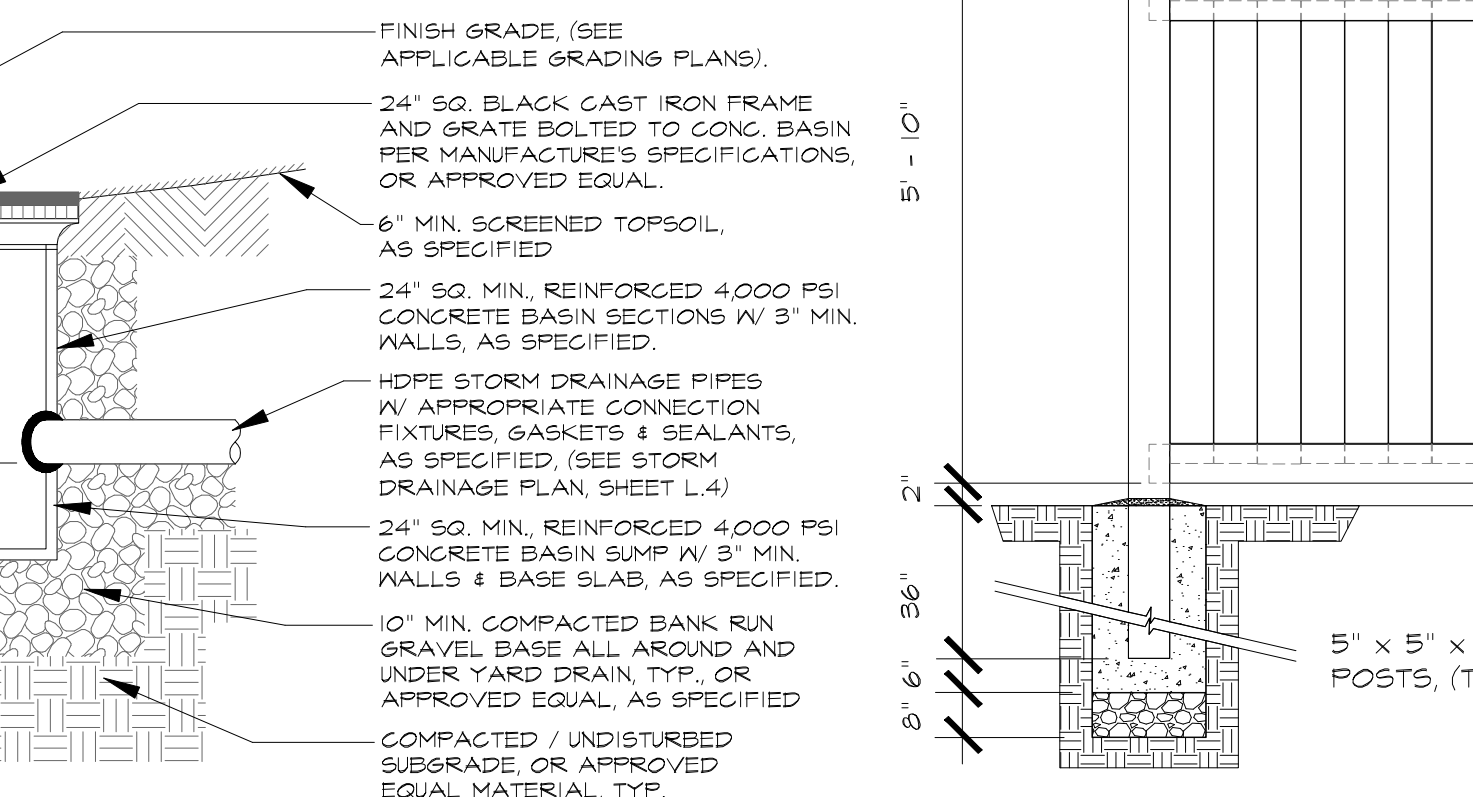 FINISH GRADE, (SEE
APPLICABLE GRADING PLANS).
24" SQ. BLACK CAST IRON FRAME
AND GRATE BOLTED TO CONC. BASIN
PER MANUFACTURE'S SPECIFICATIONS,
OR APPROVED EQUAL.
6" MIN. SCREENED TOPSOIL,
AS SPECIFIED
24" SQ. MIN., REINFORCED 4,000 PSI
CONCRETE BASIN SECTIONS W/ 3" MIN.
WALLS, AS SPECIFIED.
HDPE STORM DRAINAGE PIPES
W/ APPROPRIATE CONNECTION
FIXTURES, GASKETS & SEALANTS,
AS SPECIFIED, (SEE STORM
DRAINAGE PLAN, SHEET L.4)
24" SQ. MIN., REINFORCED 4,000 PSI
CONCRETE BASIN SUMP W/ 3" MIN.
WALLS & BASE SLAB, AS SPECIFIED.
10" MIN. COMPACTED BANK RUN
GRAVEL BASE ALL AROUND AND
UNDER YARD DRAIN, TYP., OR
APPROVED EQUAL, AS SPECIFIED
COMPACTED / UNDISTURBED
SUBGRADE, OR APPROVED
EQUAL MATERIAL, TYP.
5' - 10"
2"
36"
6"
8"
5" x 5" x
POSTS, (T